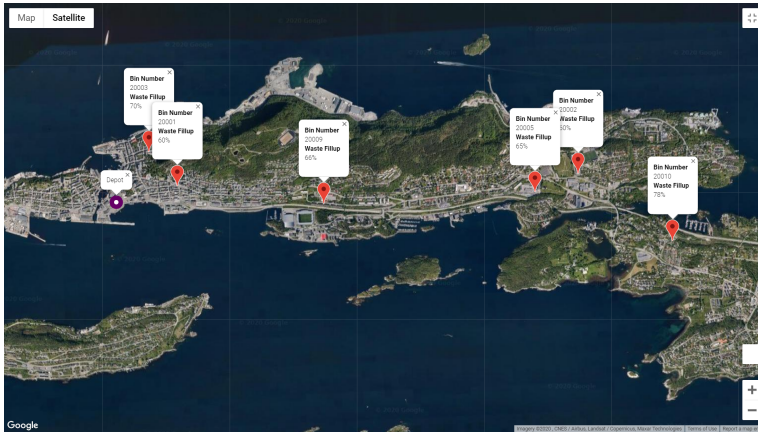 Map Satellite
Bin Number
20003
Waste Fillup
70%
Bin Number
20001
Waste Fillup
60%
Depot
Bin Number
20009
Waste Fillup
66%
Bin Number
20005
Waste Fillup
65%
Bin Number
20002
Waste Fillup
Bin Number
20010
Waste Fillup
78%
Google
Imagery ©2020 , CNES / Airbus, Landsat / Copernicus, Maxar Technologies | Terms of Use | Report a map